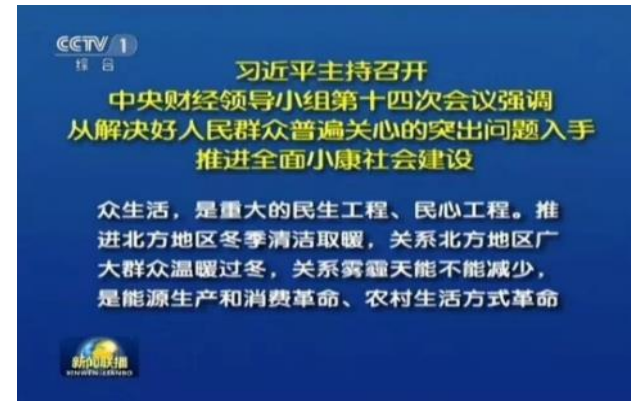 CCTV 1
综合
习近平主持召开
中央财经领导小组第十四次会议强调
从解决好人民群众普遍关心的突出问题入手
推进全面小康社会建设
众生活，是重大的民生工程、民心工程。推
进北方地区冬季清洁取暖，关系北方地区广
大群众温暖过冬，关系雾霾天能不能减少，
是能源生产和消费革命、农村生活方式革命
新闻联播
XINWEN LIANBO